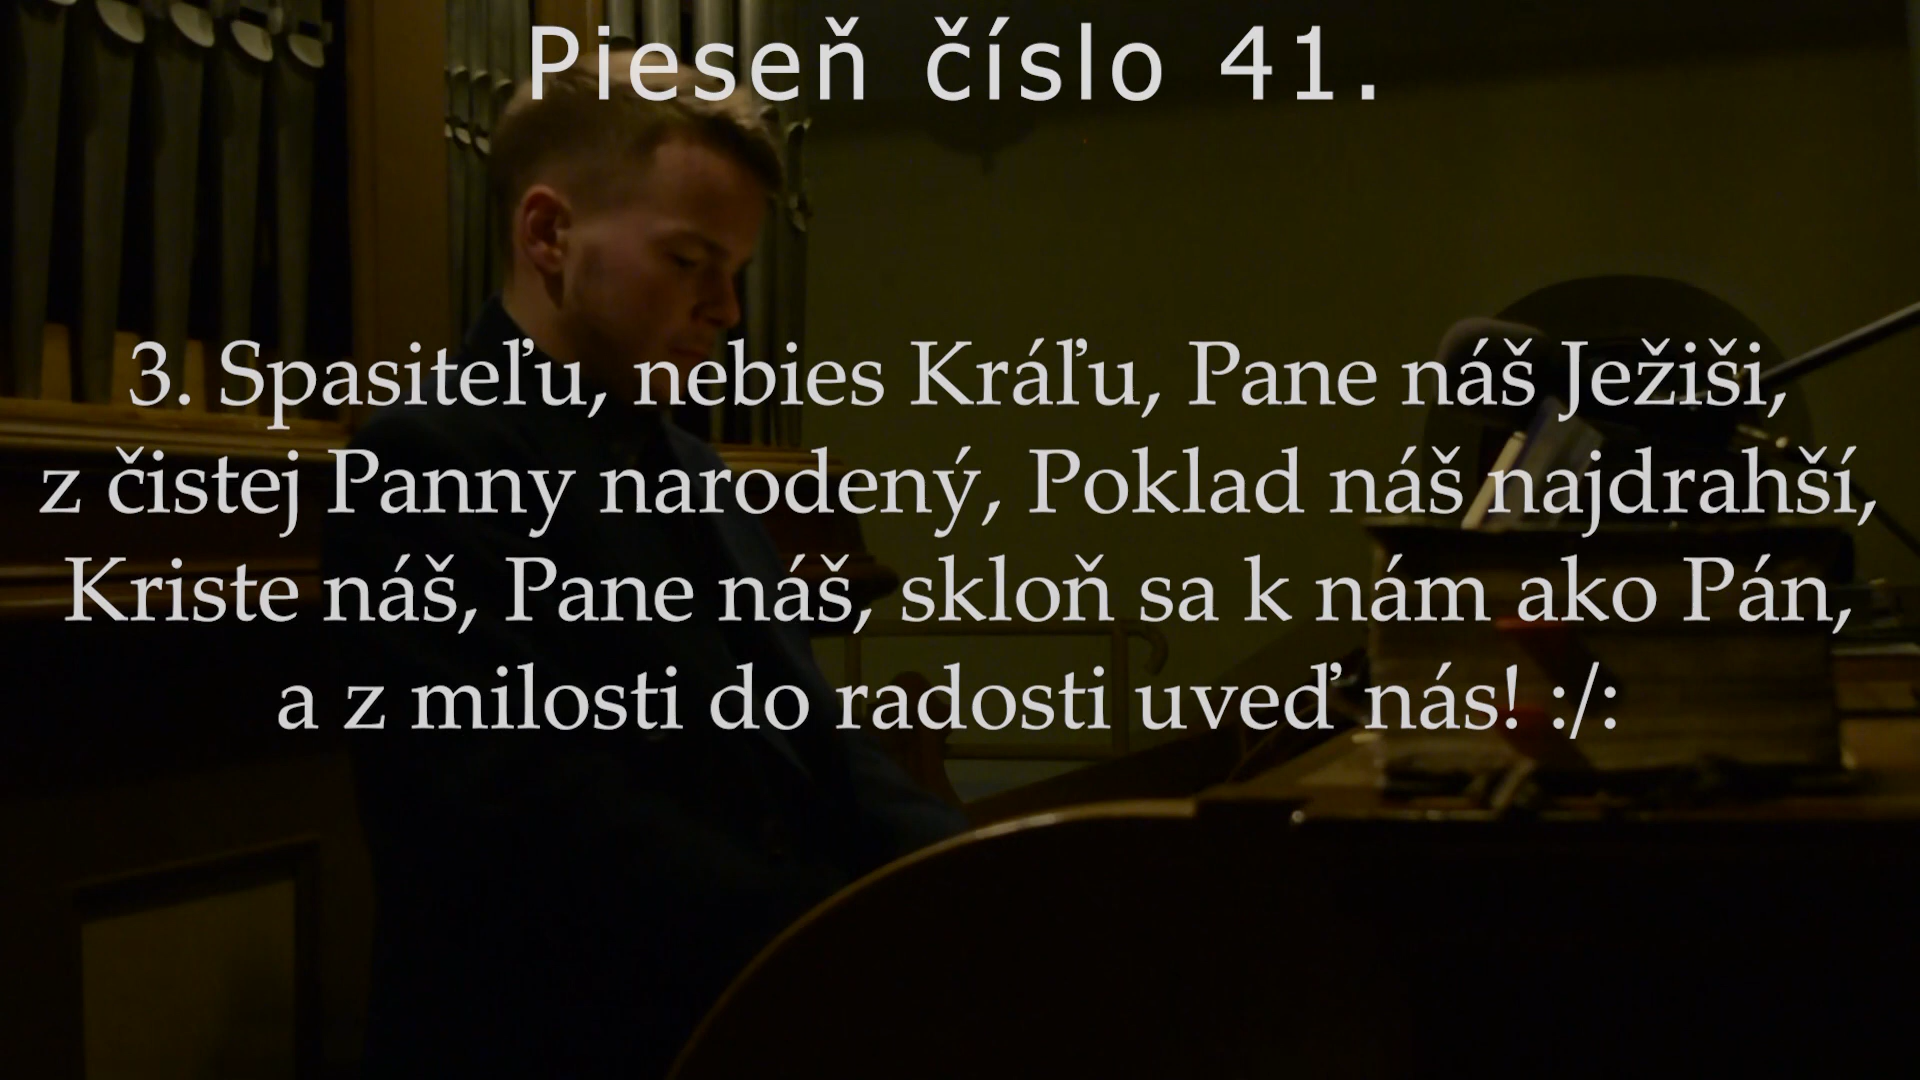 Pieseň číslo 41.
3. Spasiteľu, nebies Kráľu, Pane náš Ježiši,
z čistej Panny narodený, Poklad náš najdrahší,
Kriste náš, Pane náš, skloň sa k nám ako Pán,
a z milosti do radosti uveď nás! :/: